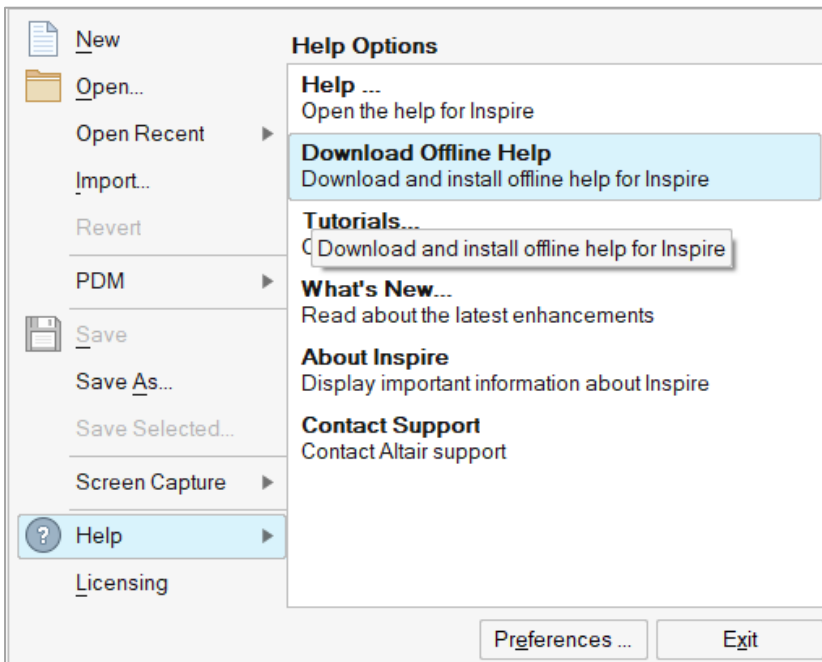 New
Open...
Open Recent
Import...
Revert
PDM
Save
Save As...
Save Selected...
Screen Capture
Help
Licensing
Help Options
Help ...
Open the help for Inspire
Download Offline Help
Download and install offline help for Inspire
Tutorials...
Download and install offline help for Inspire
What's New...
Read about the latest enhancements
About Inspire
Display important information about Inspire
Contact Support
Contact Altair support
Preferences ...
Exit